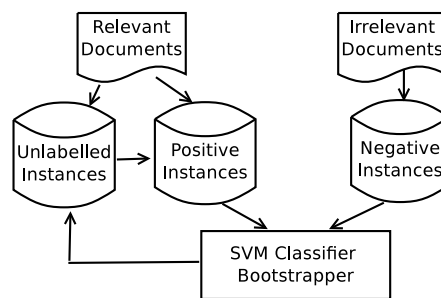 Relevant
Documents
Irrelevant
Documents
Unlabelled
Instances
Positive
Instances
Negative
Instances
SVM Classifier
Bootstrapper